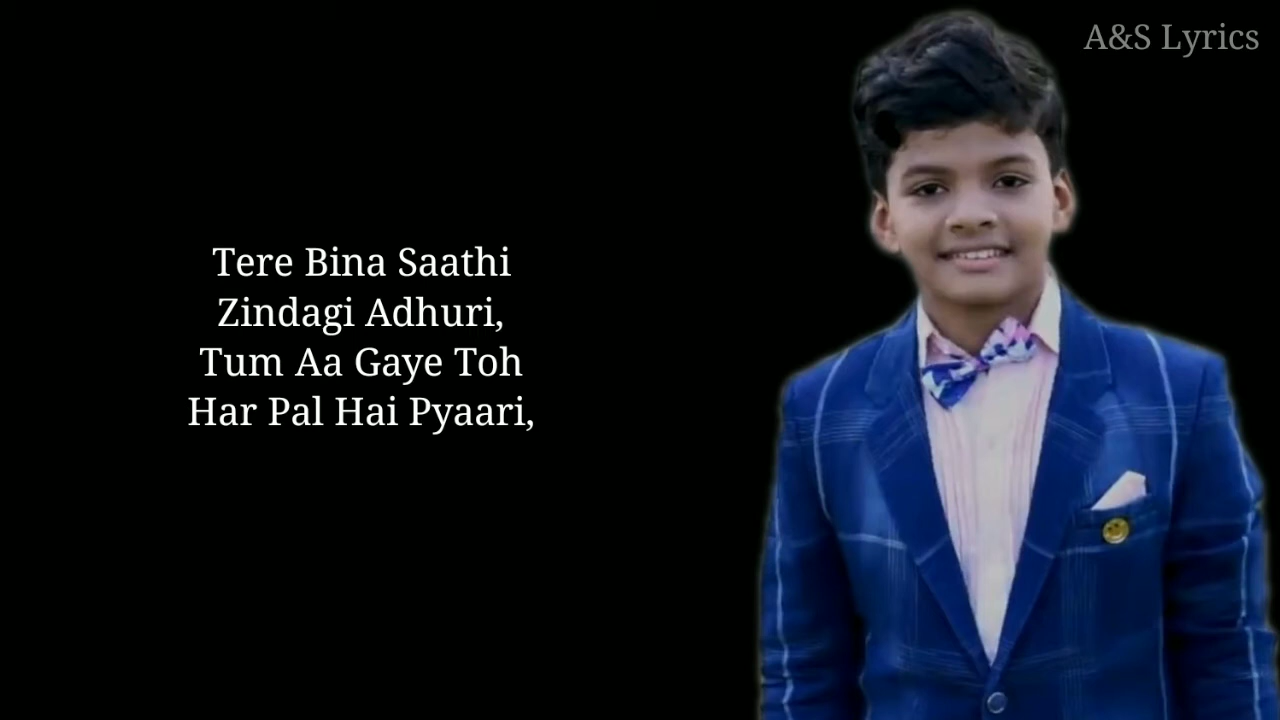 A&S Lyrics
Tere Bina Saathi
Zindagi Adhuri,
Tum Aa Gaye Toh
Har Pal Hai Pyaari,